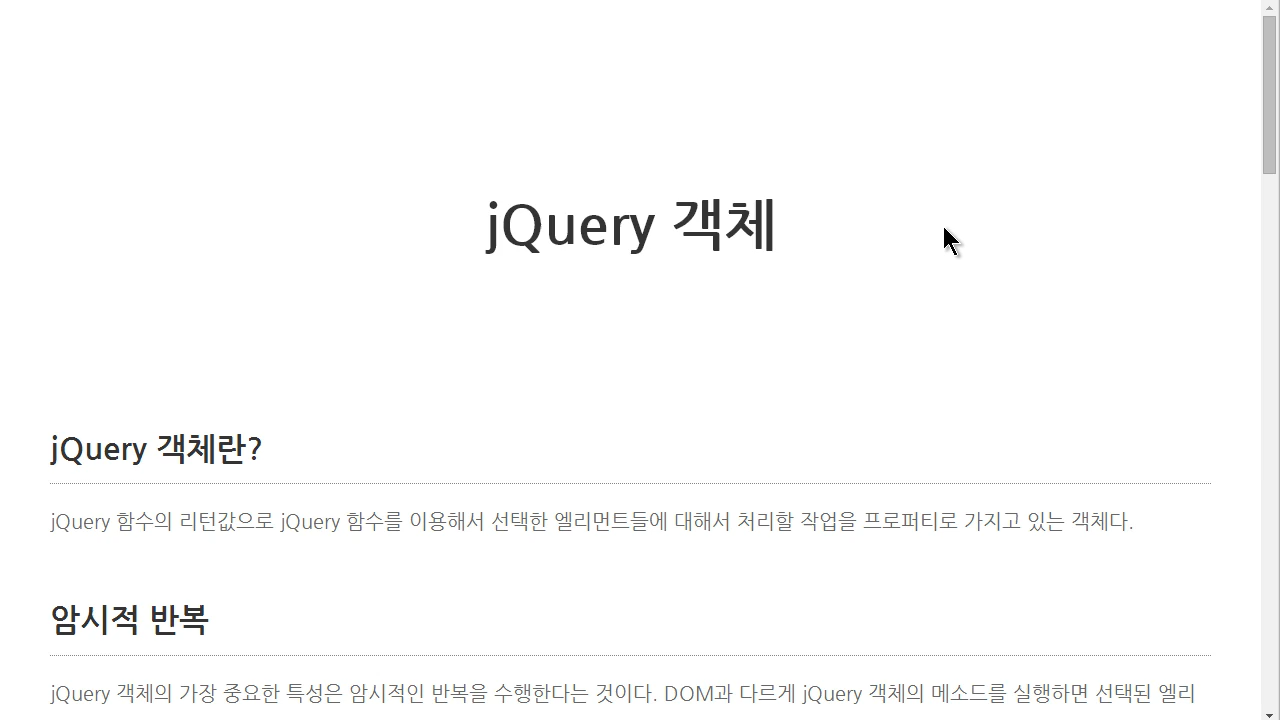 jQuery 객체
jQuery 객체란?
jQuery 함수의 리턴값으로 jQuery 함수를 이용해서 선택한 엘리먼트들에 대해서 처리할 작업을 프로퍼티로 가지고 있는 객체다.
암시적 반복
jQuery 객체의 가장 중요한 특성은 암시적인 반복을 수행한다는 것이다. DOM과 다르게 jQuery 객체의 메소드를 실행하면 선택된 엘리